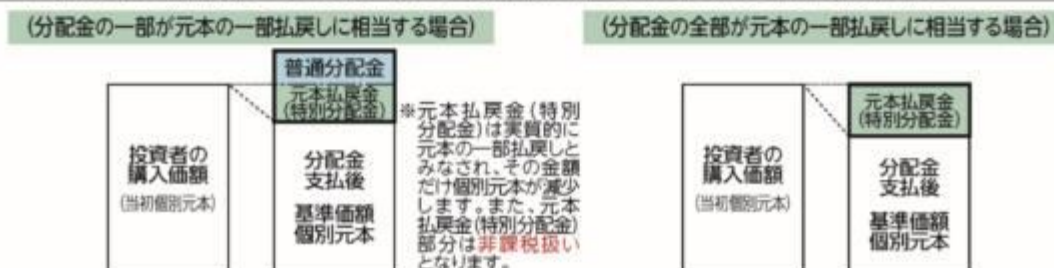 (分配金の一部が元本の一部払戻しに相当する場合)
普通分配金
元本払戻金
(特別分配金)
投資者の
購入価額
(当初個別元本)
分配金
支払後
基準価額
個別元本
※元本払戻金(特別
分配金)は実質的に
元本の一部払戻しと
みなされ、その金額
だけ個別元本が減少
します。また、元本
払戻金(特別分配金)
部分は非課税扱い
となります。
(分配金の全部が元本の一部払戻しに相当する場合)
元本払戻金
(特別分配金)
投資者の
購入価額
(当初個別元本)
分配金
支払後
基準価額
個別元本